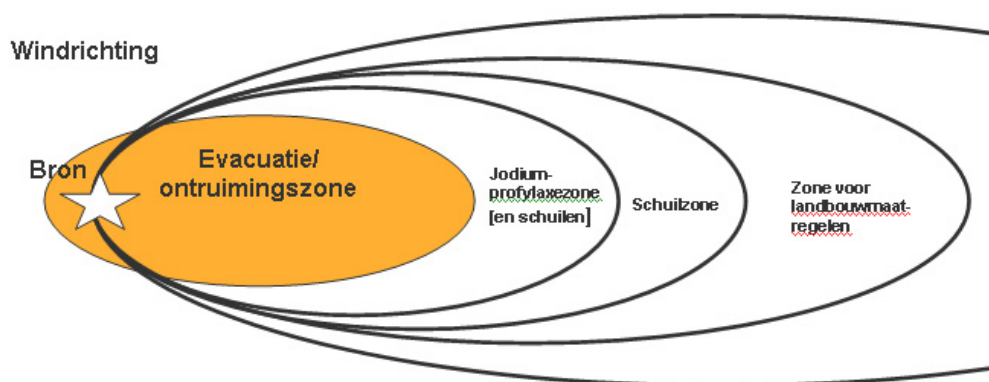 Windrichting
Bron
Evacuatie/
ontruimingszone
Jodium-
profylaxezone
[en schuilen]
Schuilzone
Zone voor
landbouwmaat-
regelen